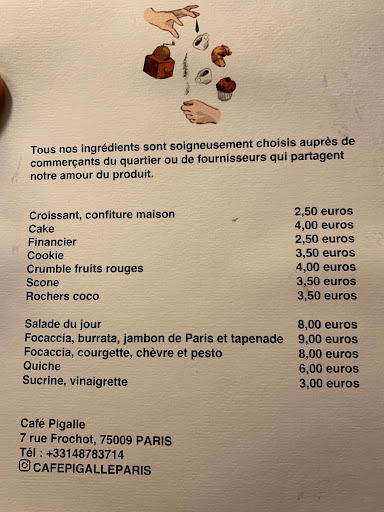 Tous nos ingrédients sont soigneusement choisis auprès de
commerçants du quartier ou de fournisseurs qui partagent
notre amour du produit.
Croissant, confiture maison 2,50 euros
Cake 4,00 euros
Financier 2,50 euros
Cookie 3,50 euros
Crumble fruits rouges 4,00 euros
Scone 3,50 euros
Rochers coco 3,50 euros
Salade du jour 8,00 euros
Focaccia, burrata, jambon de Paris et tapenade 9,00 euros
Focaccia, courgette, chèvre et pesto 8,00 euros
Quiche 6,00 euros
Sucrine, vinaigrette 3,00 euros
Café Pigalle
7 rue Frochot, 75009 PARIS
Tél : +33148783714
CAFEPIGALLEPARIS